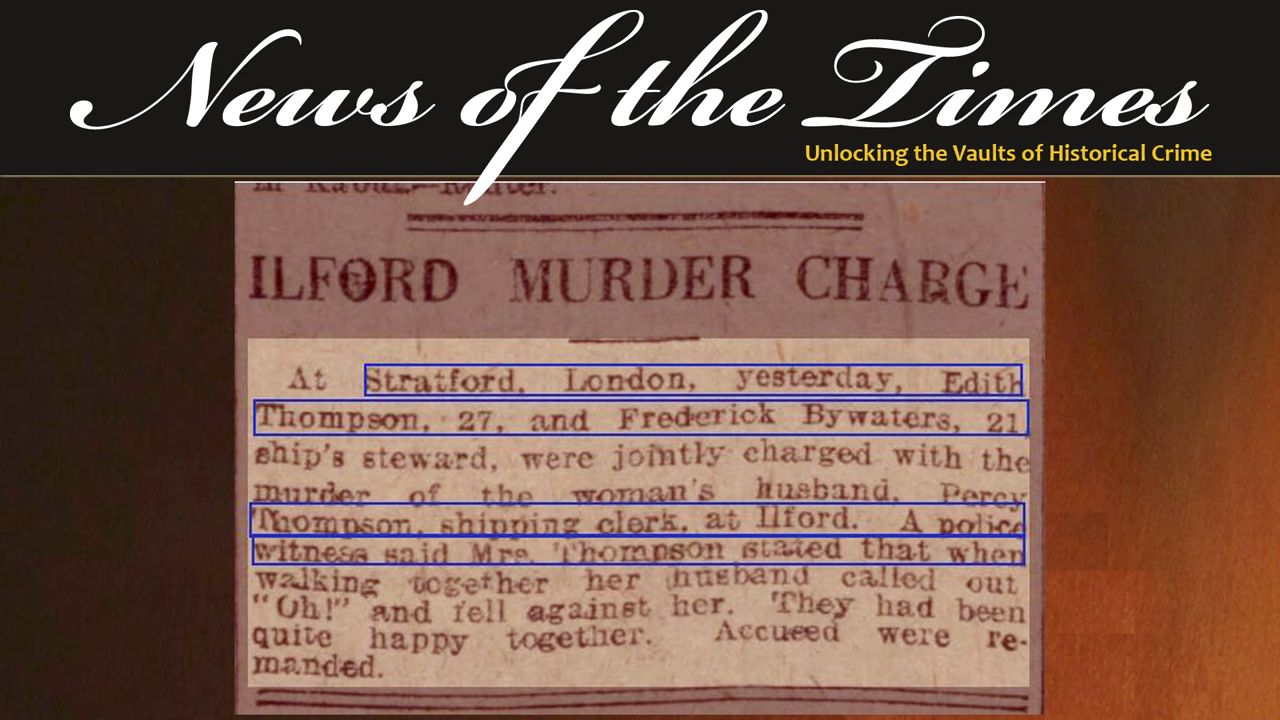 News of the Times
Unlocking the Vaults of Historical Crime
ILFORD MURDER CHARGE
At Stratford, London, yesterday, Edith
Thompson, 27, and Frederick Bywaters, 21,
ship's steward, were jointly charged with the
murder of the woman's husband, Percy
Thompson, shipping clerk, at Ilford. A police
witness said Mrs. Thompson stated that when
walking together her husband called out
"Oh!" and fell against her. They had been
quite happy together. Accused were re-
manded.